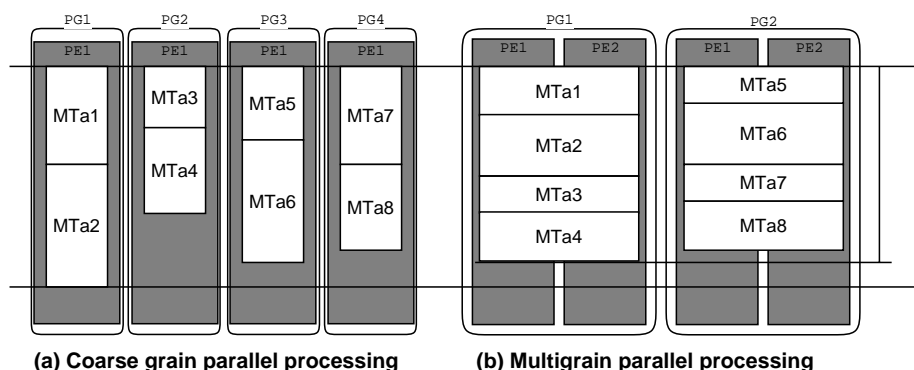 PG1 PG2 PG3 PG4
PE1 PE1 PE1 PE1
MTa1 MTa3 MTa5 MTa7
MTa2 MTa4 MTa6 MTa8
(a) Coarse grain parallel processing
PG1 PG2
PE1 PE2 PE1 PE2
MTa1 MTa5
MTa2 MTa6
MTa3 MTa7
MTa4 MTa8
(b) Multigrain parallel processing